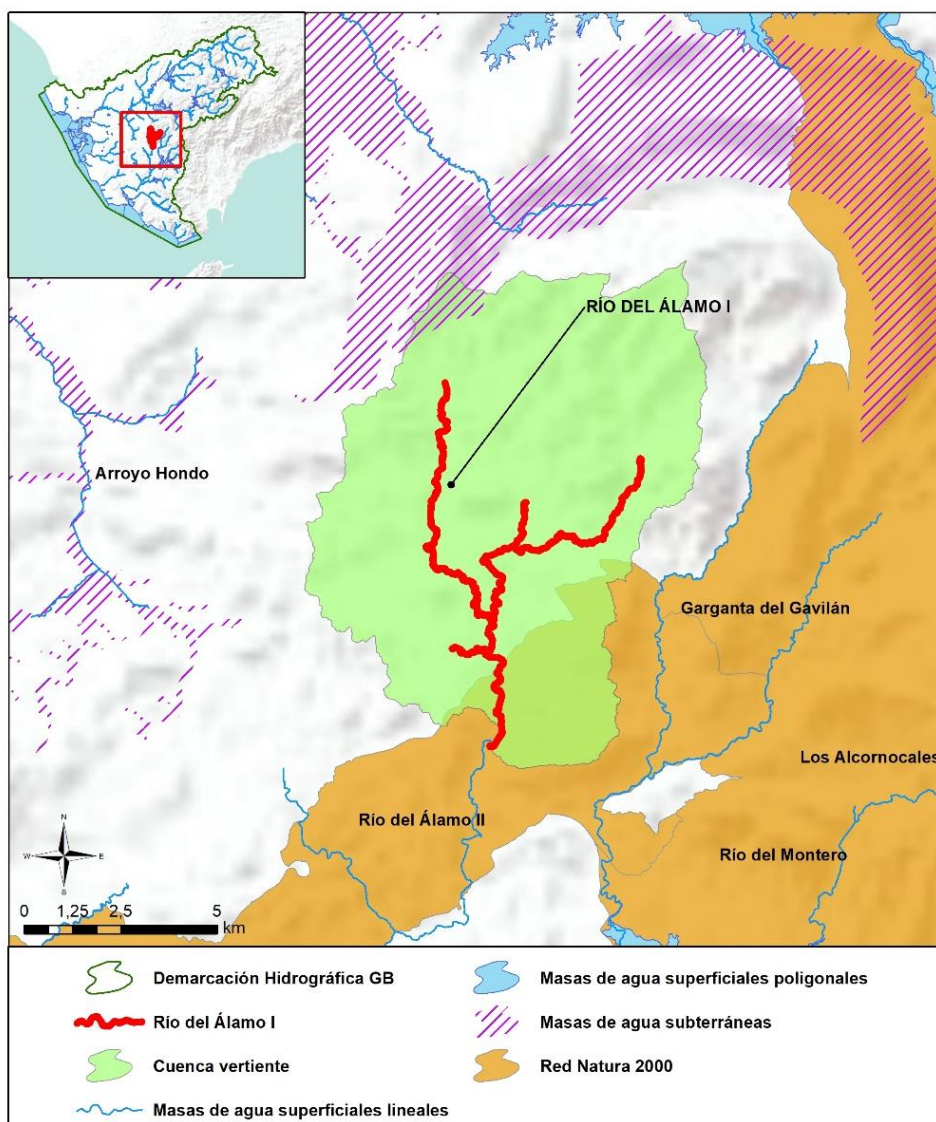 RÍO DEL ÁLAMO I
Arroyo Hondo
Garganta del Gavilán
Los Alcornocales
Río del Álamo II
Río del Montero
N
W E
S
0 1,25 2,5 5
km
Demarcación Hidrográfica GB
Masas de agua superficiales poligonales
Río del Álamo I
Masas de agua subterráneas
Cuenca vertiente
Red Natura 2000
Masas de agua superficiales lineales